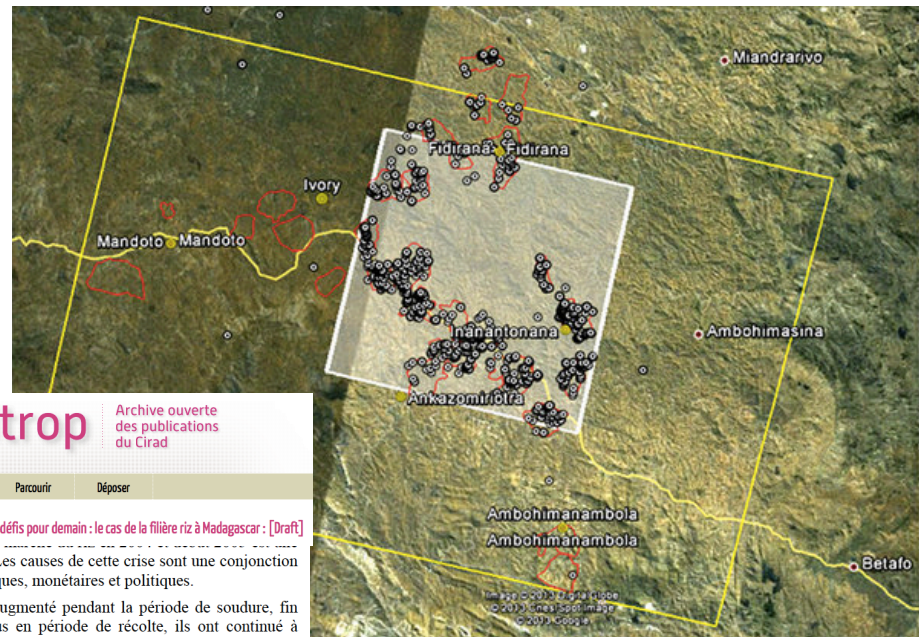 Miandrarivo
Fidirana Fidirana
Ivory
Mandoto Mandoto
Inanantonana
Ambohimasina
Ankazomiriotra
trop
Archive ouverte
des publications
du Cirad
Parcourir Déposer
défis pour demain : le cas de la filière riz à Madagascar : [Draft]
Les causes de cette crise sont une conjonction
ques, monétaires et politiques.
ugmenté pendant la période de soudure, fin
us en période de récolte, ils ont continué à
Ambohimanambola
Ambohimanambola
Betafo
Image © 2013 DigitalGlobe
© 2013 Cnes/Spot Image
© 2013 Google